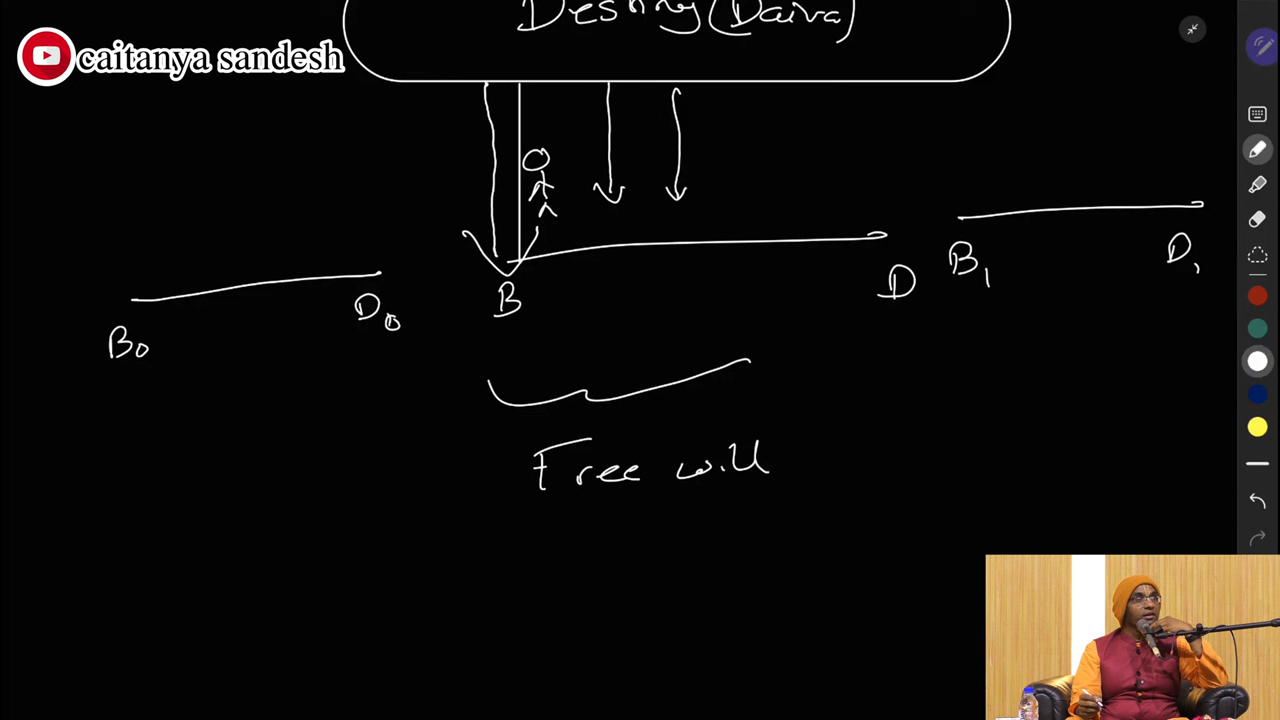 Destiny (Daiva)
caitanya sandesh
B₁ D₁
B₀ D₀ B D
Free will